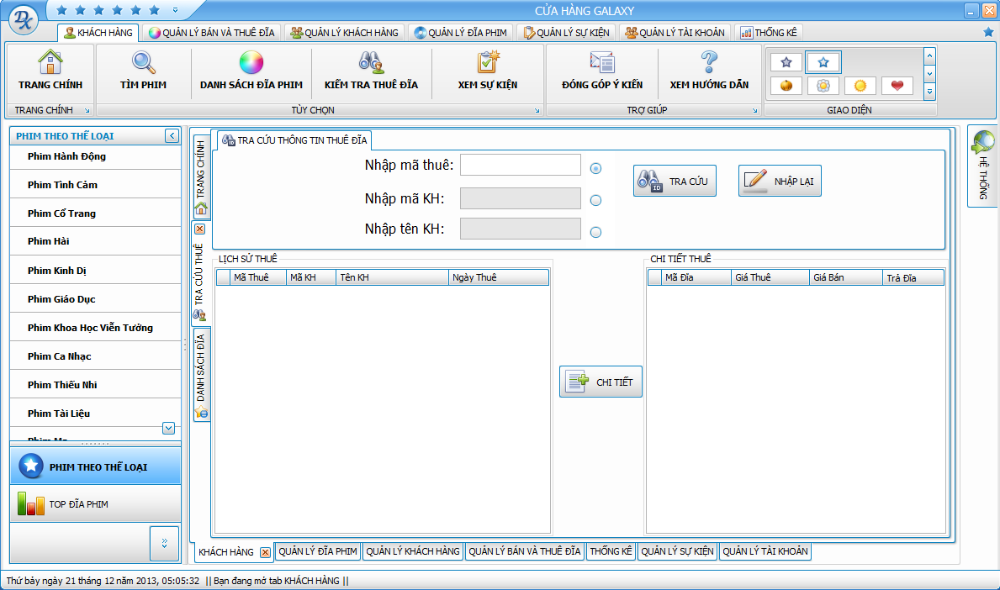 CỬA HÀNG GALAXY
KHÁCH HÀNG
QUẢN LÝ BÁN VÀ THUÊ ĐĨA
QUẢN LÝ KHÁCH HÀNG
QUẢN LÝ ĐĨA PHIM
QUẢN LÝ SỰ KIỆN
QUẢN LÝ TÀI KHOẢN
THỐNG KÊ
TRANG CHÍNH
TÌM PHIM
DANH SÁCH ĐĨA PHIM
KIỂM TRA THUÊ ĐĨA
XEM SỰ KIỆN
ĐÓNG GÓP Ý KIẾN
XEM HƯỚNG DẪN
TRANG CHÍNH
TÙY CHỌN
TRỢ GIÚP
GIAO DIỆN
PHIM THEO THỂ LOẠI
Phim Hành Động
Phim Tình Cảm
Phim Cổ Trang
Phim Hài
Phim Kinh Dị
Phim Giáo Dục
Phim Khoa Học Viễn Tưởng
Phim Ca Nhạc
Phim Thiếu Nhi
Phim Tài Liệu
Phim Ma
PHIM THEO THỂ LOẠI
TOP ĐĨA PHIM
TRANG CHÍNH
TRA CỨU THUÊ
DANH SÁCH ĐĨA
TRA CỨU THÔNG TIN THUÊ ĐĨA
Nhập mã thuê:
Nhập mã KH:
Nhập tên KH:
TRA CỨU
NHẬP LẠI
LỊCH SỬ THUÊ
Mã Thuê
Mã KH
Tên KH
Ngày Thuê
CHI TIẾT
CHI TIẾT THUÊ
Mã Đĩa
Giá Thuê
Giá Bán
Trả Đĩa
HỆ THỐNG
KHÁCH HÀNG
QUẢN LÝ ĐĨA PHIM
QUẢN LÝ KHÁCH HÀNG
QUẢN LÝ BÁN VÀ THUÊ ĐĨA
THỐNG KÊ
QUẢN LÝ SỰ KIỆN
QUẢN LÝ TÀI KHOẢN
Thứ bảy ngày 21 tháng 12 năm 2013, 05:05:32 || Bạn đang mở tab KHÁCH HÀNG ||